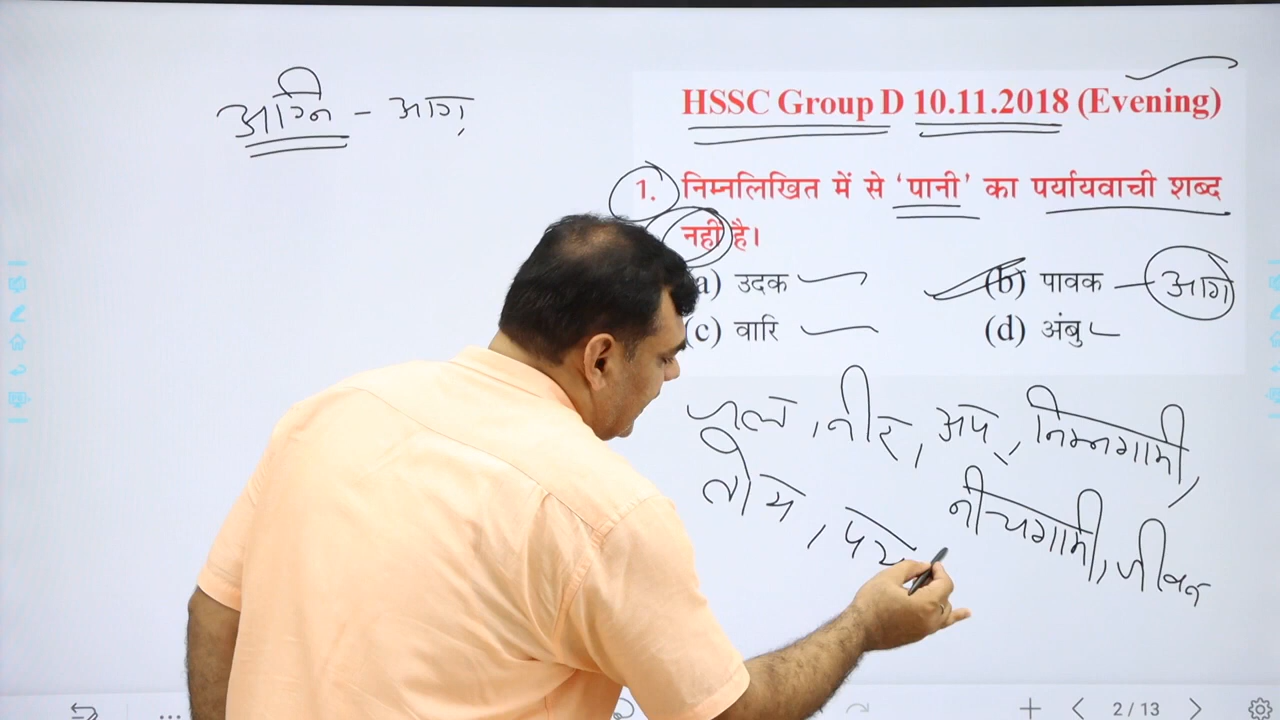 अग्नि - आग
HSSC Group D 10.11.2018 (Evening)
1. निम्नलिखित में से ‘पानी’ का पर्यायवाची शब्द
नहीं है।
a) उदक (b) पावक - आग
(c) वारि (d) अंबु
जल, नीर, अप्, निम्नगामी,
तोय, पय नीचगामी, जीवन
2 / 13